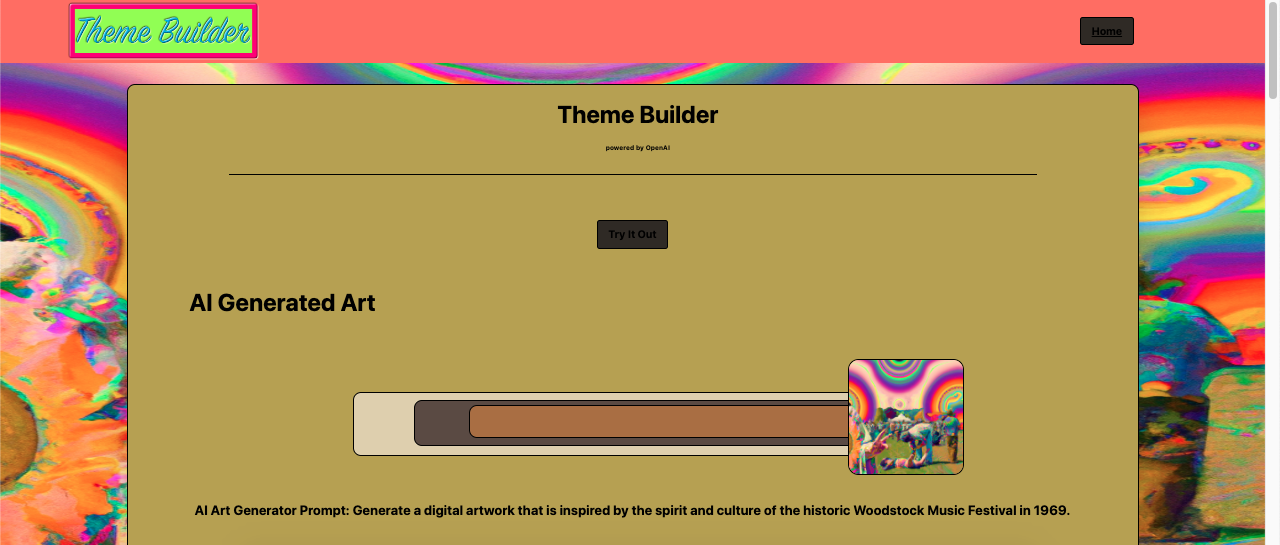 Theme Builder
Home
Theme Builder
powered by OpenAI
Try It Out
AI Generated Art
AI Art Generator Prompt: Generate a digital artwork that is inspired by the spirit and culture of the historic Woodstock Music Festival in 1969.